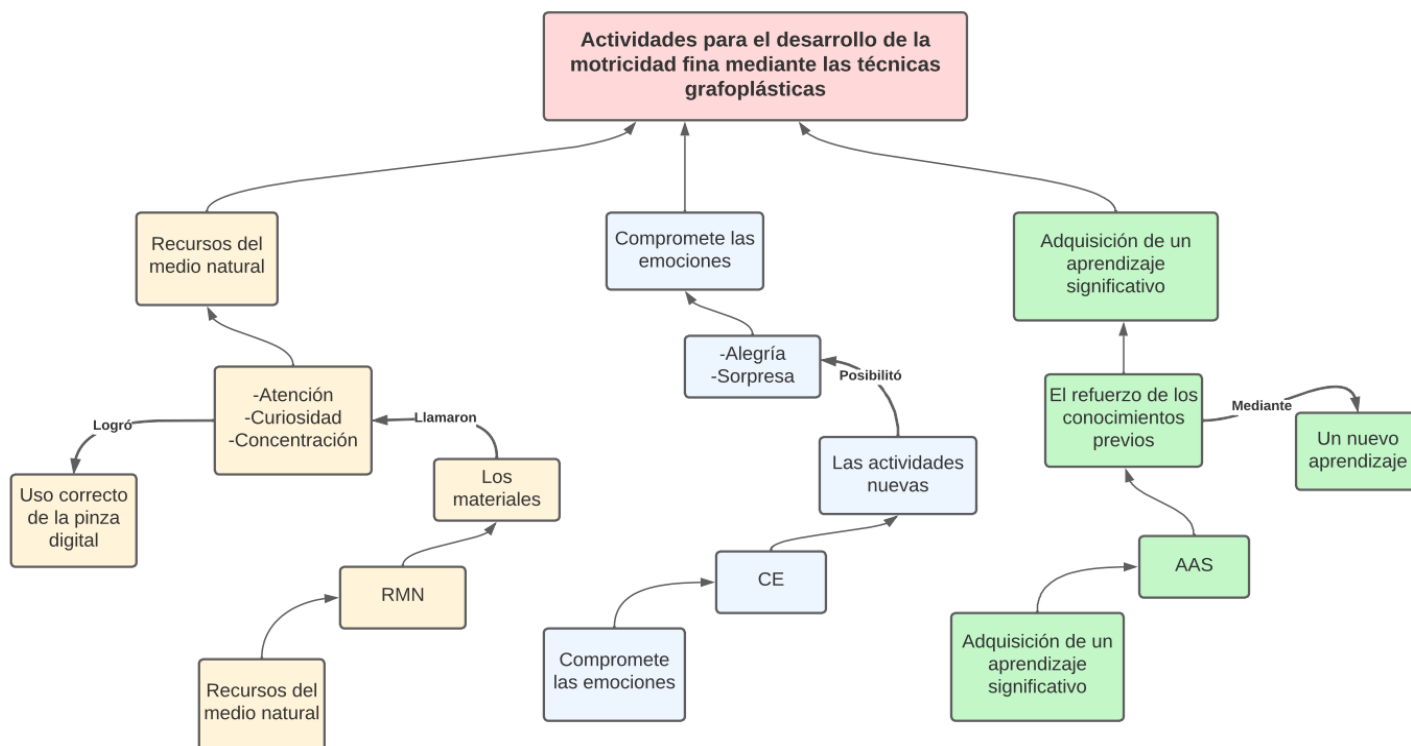 Actividades para el desarrollo de la
motricidad fina mediante las técnicas
grafoplásticas
Recursos del
medio natural
Compromete las
emociones
Adquisición de un
aprendizaje
significativo
-Atención
-Curiosidad
-Concentración
Logró
Llamaron
-Alegría
-Sorpresa
Posibilitó
El refuerzo de los
conocimientos
previos
Mediante
Un nuevo
aprendizaje
Uso correcto
de la pinza
digital
Los
materiales
Las actividades
nuevas
RMN
CE
AAS
Recursos del
medio natural
Compromete
las emociones
Adquisición de un
aprendizaje
significativo